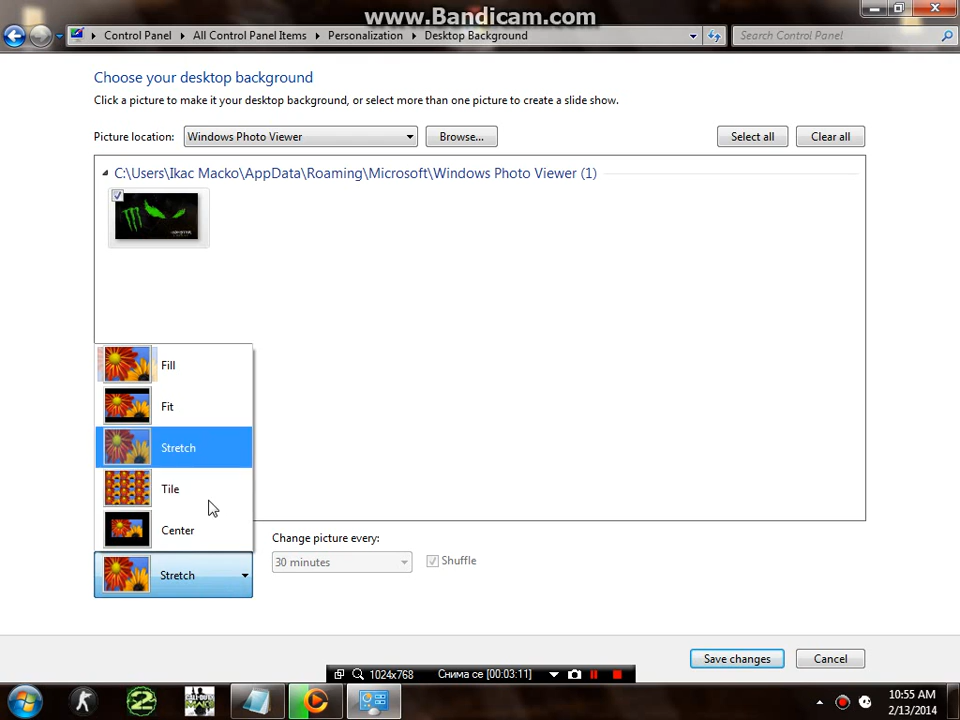 www.Bandicam.com
Control Panel All Control Panel Items Personalization Desktop Background Search Control Panel
Choose your desktop background
Click a picture to make it your desktop background, or select more than one picture to create a slide show.
Picture location: Windows Photo Viewer Browse... Select all Clear all
C:\Users\Ikac Macko\AppData\Roaming\Microsoft\Windows Photo Viewer (1)
Fill
Fit
Stretch
Tile
Center
Change picture every:
30 minutes Shuffle
Stretch
Save changes Cancel
1024x768 Снима се [00:03:11]
10:55 AM
2/13/2014